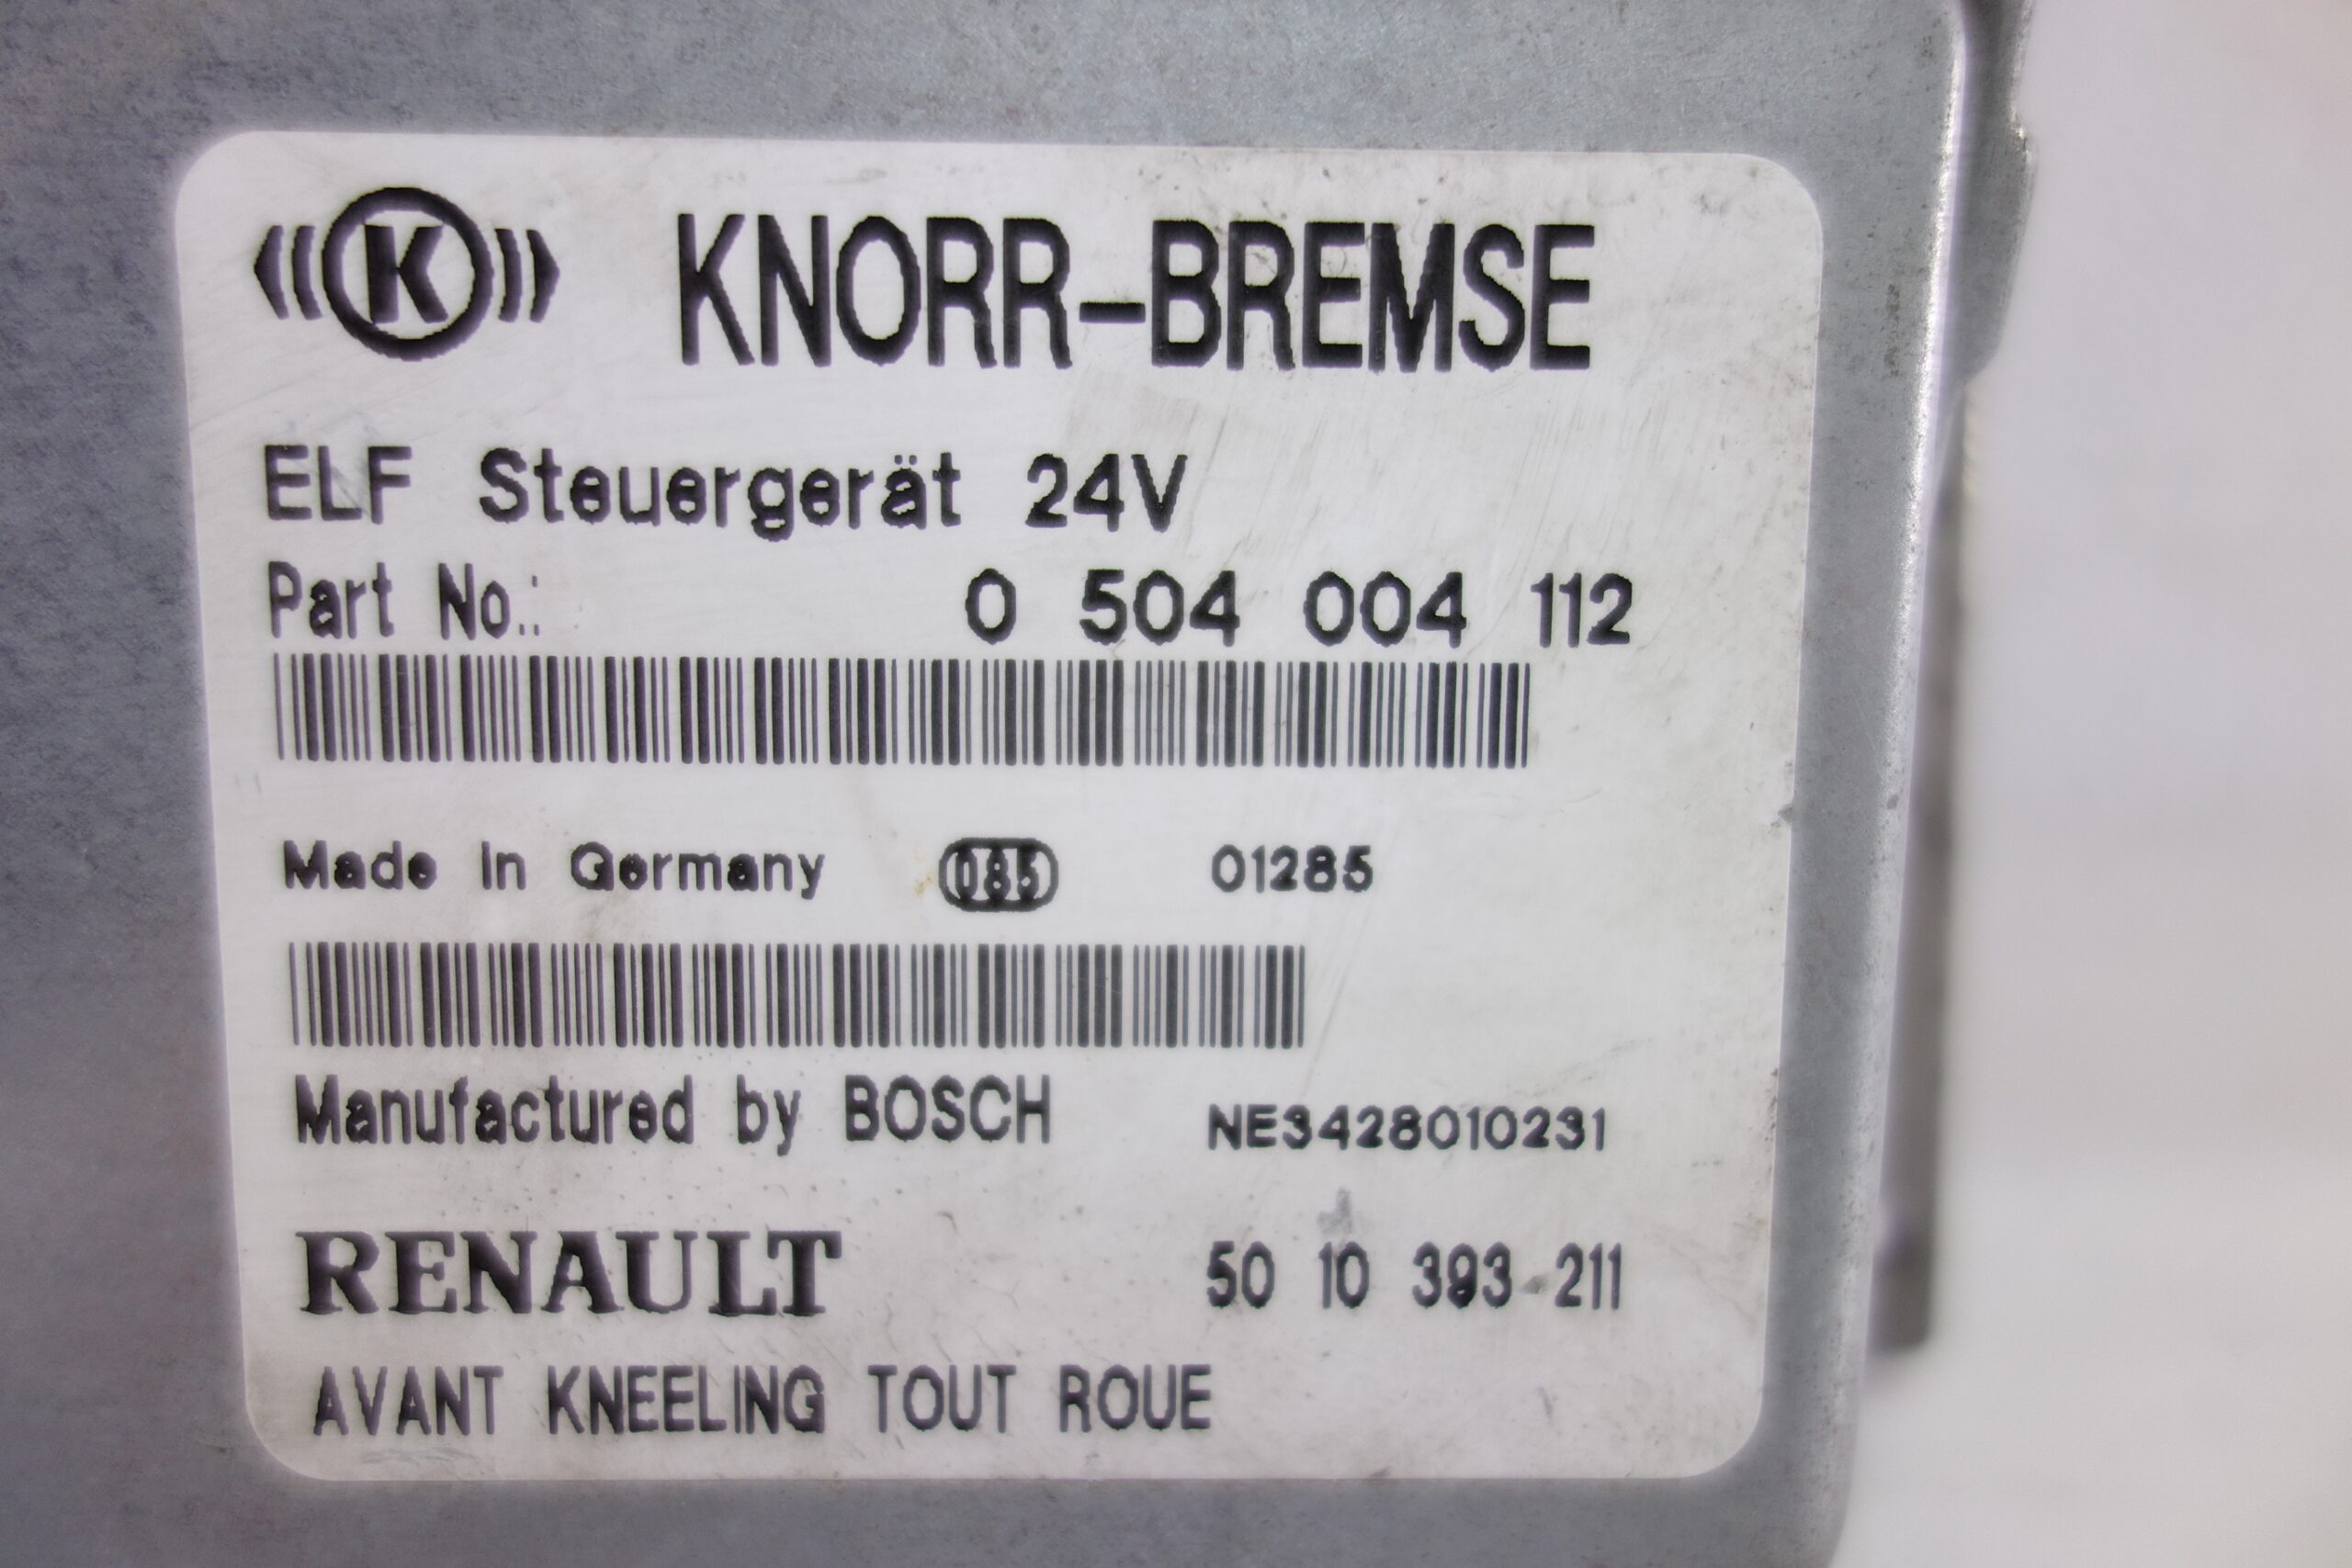 K KNORR-BREMSE
ELF Steuergerät 24V
Part No.: 0 504 004 112
Made In Germany 085 01285
Manufactured by BOSCH NE3428010231
RENAULT 50 10 393 211
AVANT KNEELING TOUT ROUE